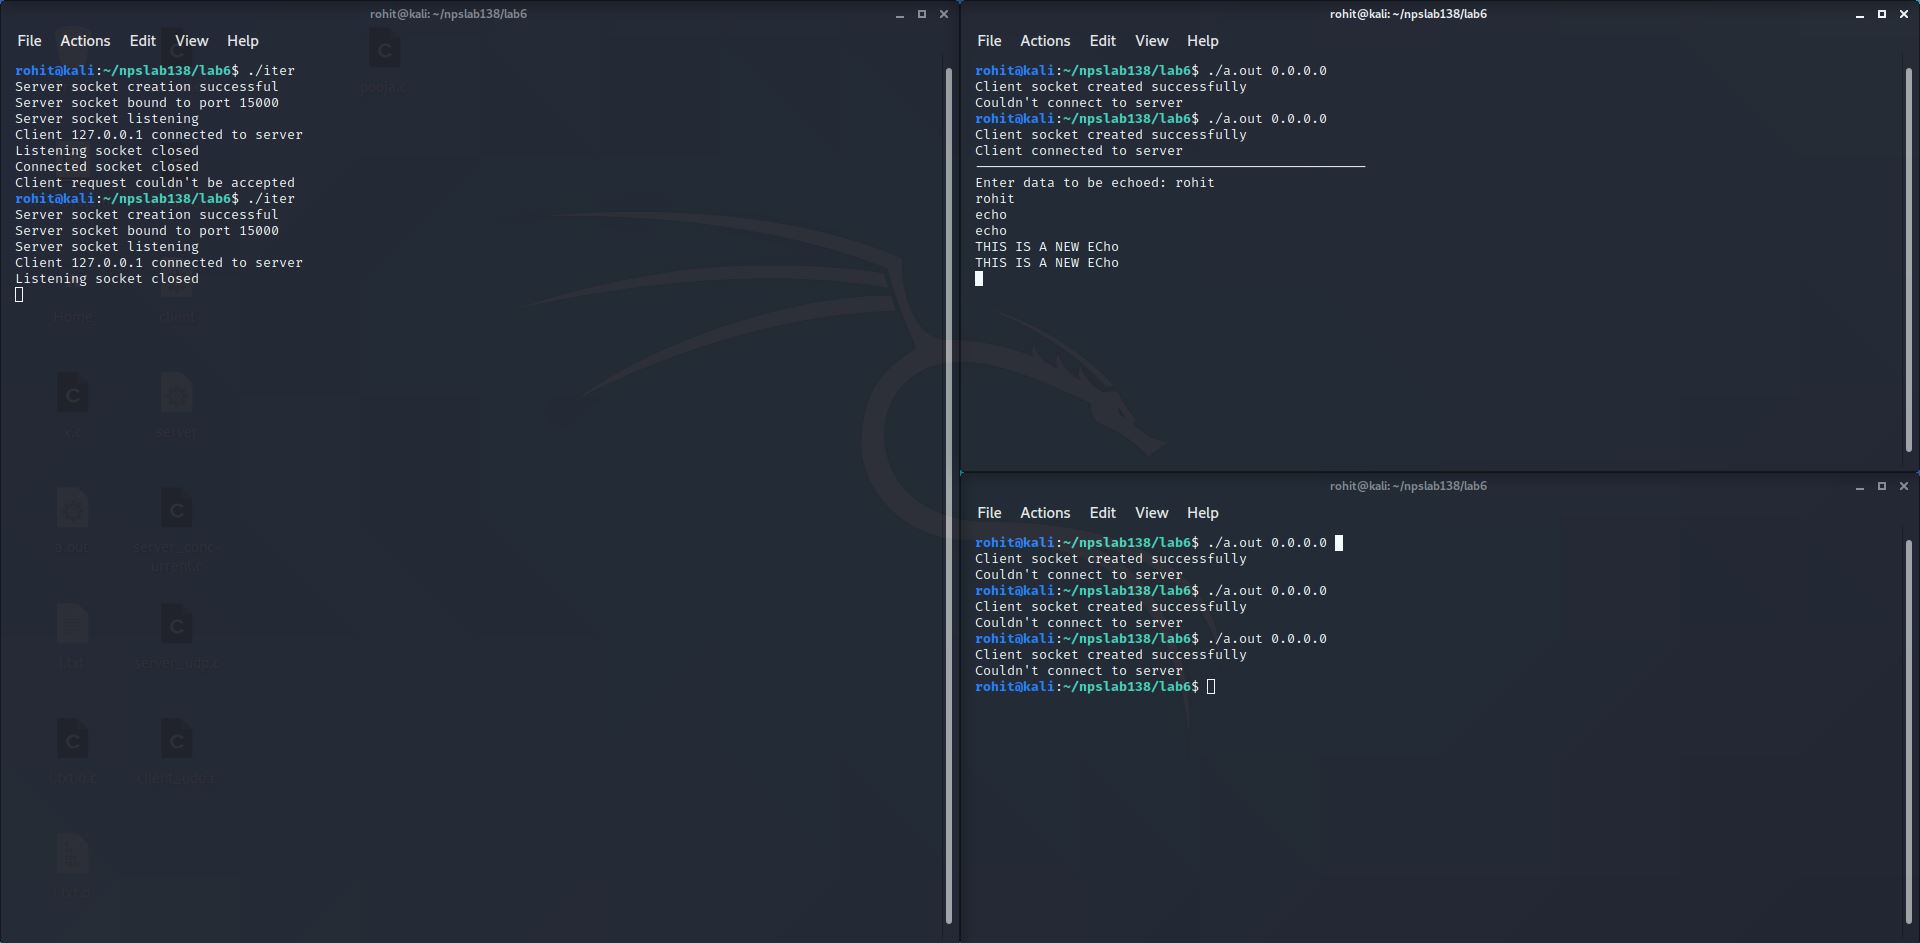 rohit@kali: ~/npslab138/lab6
File Actions Edit View Help
rohit@kali:~/npslab138/lab6$ ./iter
Server socket creation successful
Server socket bound to port 15000
Server socket listening
Client 127.0.0.1 connected to server
Listening socket closed
Connected socket closed
Client request couldn't be accepted
rohit@kali:~/npslab138/lab6$ ./iter
Server socket creation successful
Server socket bound to port 15000
Server socket listening
Client 127.0.0.1 connected to server
Listening socket closed
pooja.c
Home
client
x.c
server
a.out
server_conc-
urrent.c
i.txt
server_udp.c
client_udp.c
rohit@kali: ~/npslab138/lab6
File Actions Edit View Help
rohit@kali:~/npslab138/lab6$ ./a.out 0.0.0.0
Client socket created successfully
Couldn't connect to server
rohit@kali:~/npslab138/lab6$ ./a.out 0.0.0.0
Client socket created successfully
Client connected to server
Enter data to be echoed: rohit
rohit
echo
echo
THIS IS A NEW ECho
THIS IS A NEW ECho
rohit@kali: ~/npslab138/lab6
File Actions Edit View Help
rohit@kali:~/npslab138/lab6$ ./a.out 0.0.0.0
Client socket created successfully
Couldn't connect to server
rohit@kali:~/npslab138/lab6$ ./a.out 0.0.0.0
Client socket created successfully
Couldn't connect to server
rohit@kali:~/npslab138/lab6$ ./a.out 0.0.0.0
Client socket created successfully
Couldn't connect to server
rohit@kali:~/npslab138/lab6$